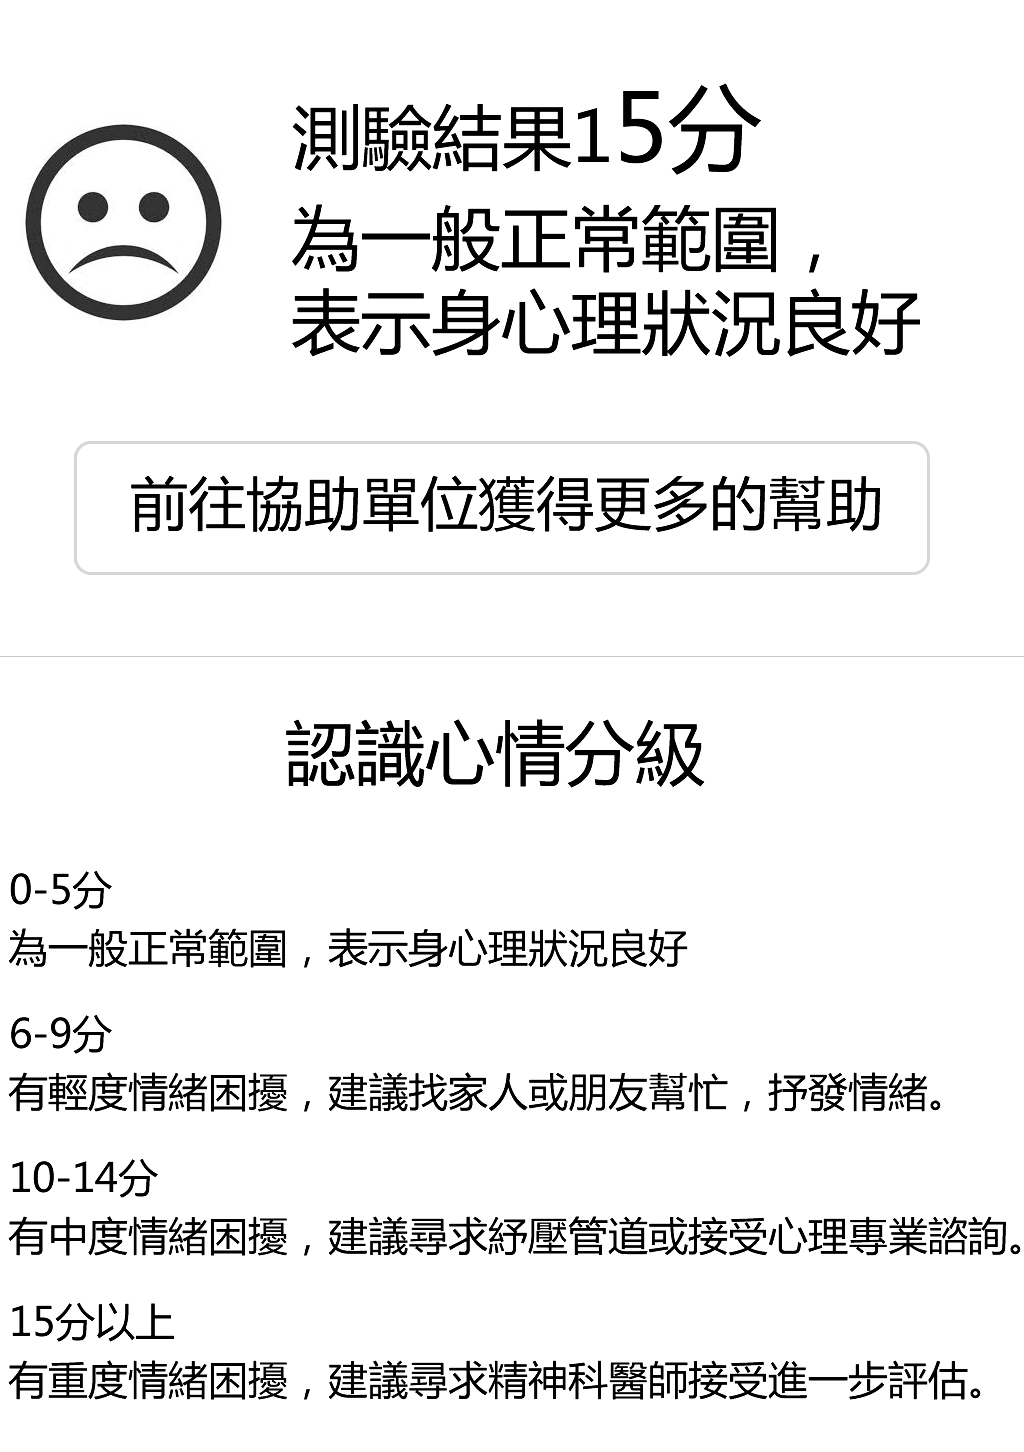 測驗結果15分
為一般正常範圍，
表示身心理狀況良好
前往協助單位獲得更多的幫助
認識心情分級
0-5分
為一般正常範圍，表示身心理狀況良好
6-9分
有輕度情緒困擾，建議找家人或朋友幫忙，抒發情緒。
10-14分
有中度情緒困擾，建議尋求紓壓管道或接受心理專業諮詢。
15分以上
有重度情緒困擾，建議尋求精神科醫師接受進一步評估。